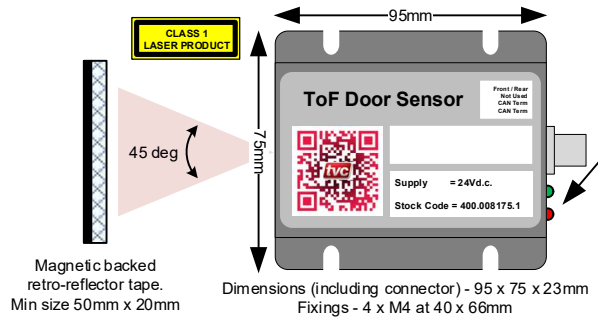 CLASS 1
LASER PRODUCT
95mm
ToF Door Sensor
Front / Rear
Not Used
CAN Term
CAN Term
45 deg
75mm
tvc
Supply = 24Vd.c.
Stock Code = 400.008175.1
Magnetic backed
retro-reflector tape.
Min size 50mm x 20mm
Dimensions (including connector) - 95 x 75 x 23mm
Fixings - 4 x M4 at 40 x 66mm